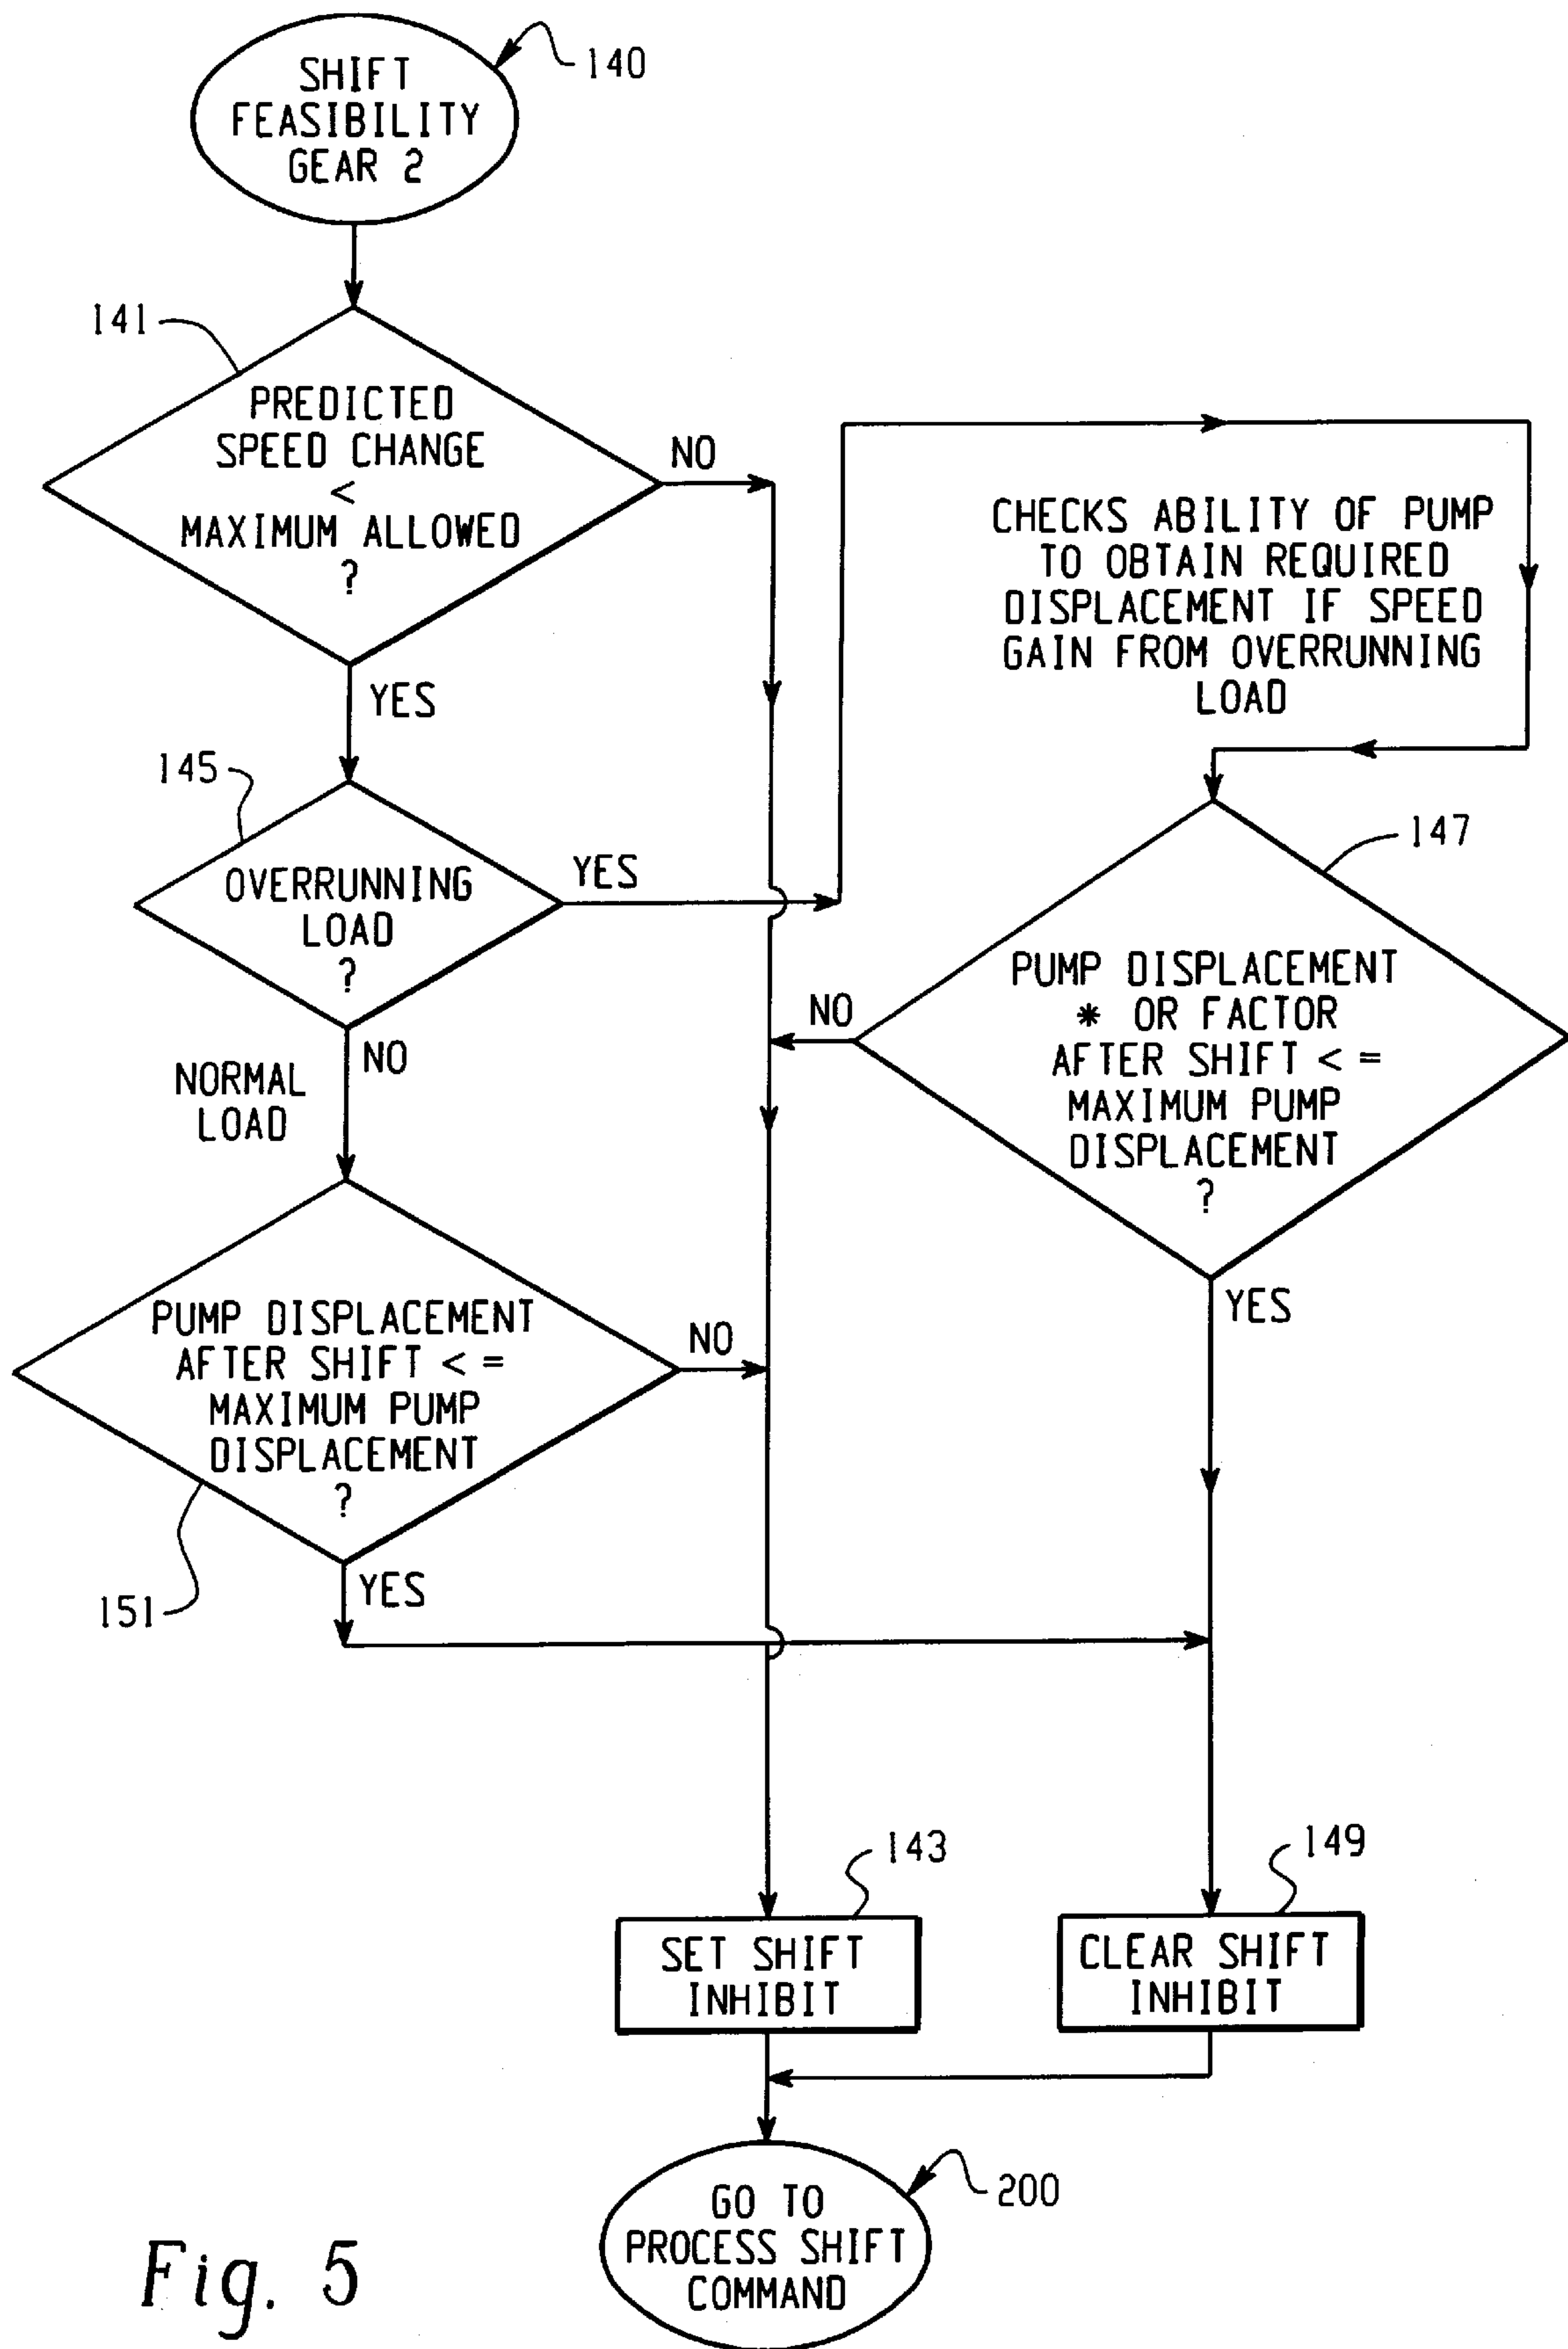 SHIFT
FEASIBILITY
GEAR 2
140
141
PREDICTED
SPEED CHANGE
<
MAXIMUM ALLOWED
?
NO
YES
CHECKS ABILITY OF PUMP
TO OBTAIN REQUIRED
DISPLACEMENT IF SPEED
GAIN FROM OVERRUNNING
LOAD
145
OVERRUNNING
LOAD
?
YES
NO
NORMAL
LOAD
147
PUMP DISPLACEMENT
* OR FACTOR
AFTER SHIFT < =
MAXIMUM PUMP
DISPLACEMENT
?
NO
YES
PUMP DISPLACEMENT
AFTER SHIFT < =
MAXIMUM PUMP
DISPLACEMENT
?
NO
151
YES
143
SET SHIFT
INHIBIT
149
CLEAR SHIFT
INHIBIT
200
GO TO
PROCESS SHIFT
COMMAND
Fig. 5